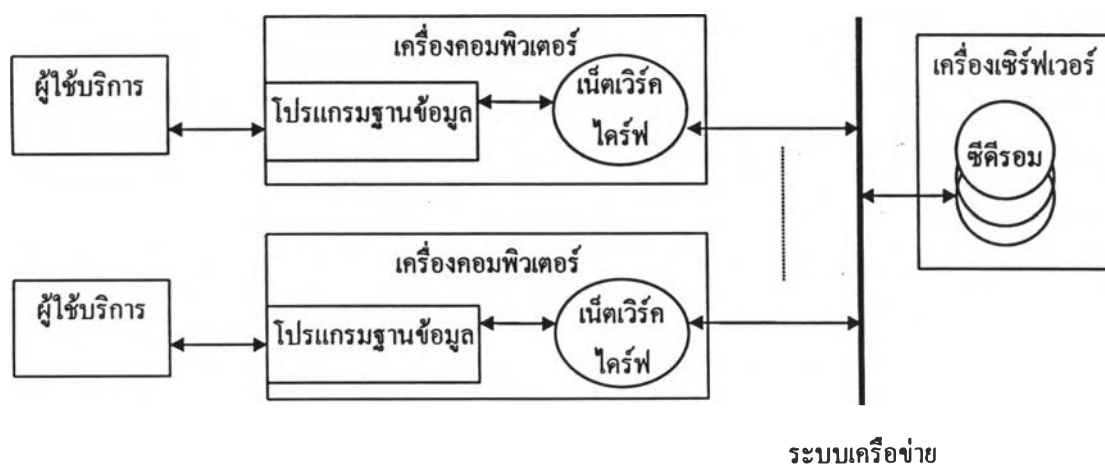 เครื่องคอมพิวเตอร์
ผู้ใช้บริการ
โปรแกรมฐานข้อมูล
เน็ตเวิร์ค
ไดร์ฟ
เครื่องเซิร์ฟเวอร์
ซีดีรอม
เครื่องคอมพิวเตอร์
ผู้ใช้บริการ
โปรแกรมฐานข้อมูล
เน็ตเวิร์ค
ไดร์ฟ
ระบบเครือข่าย